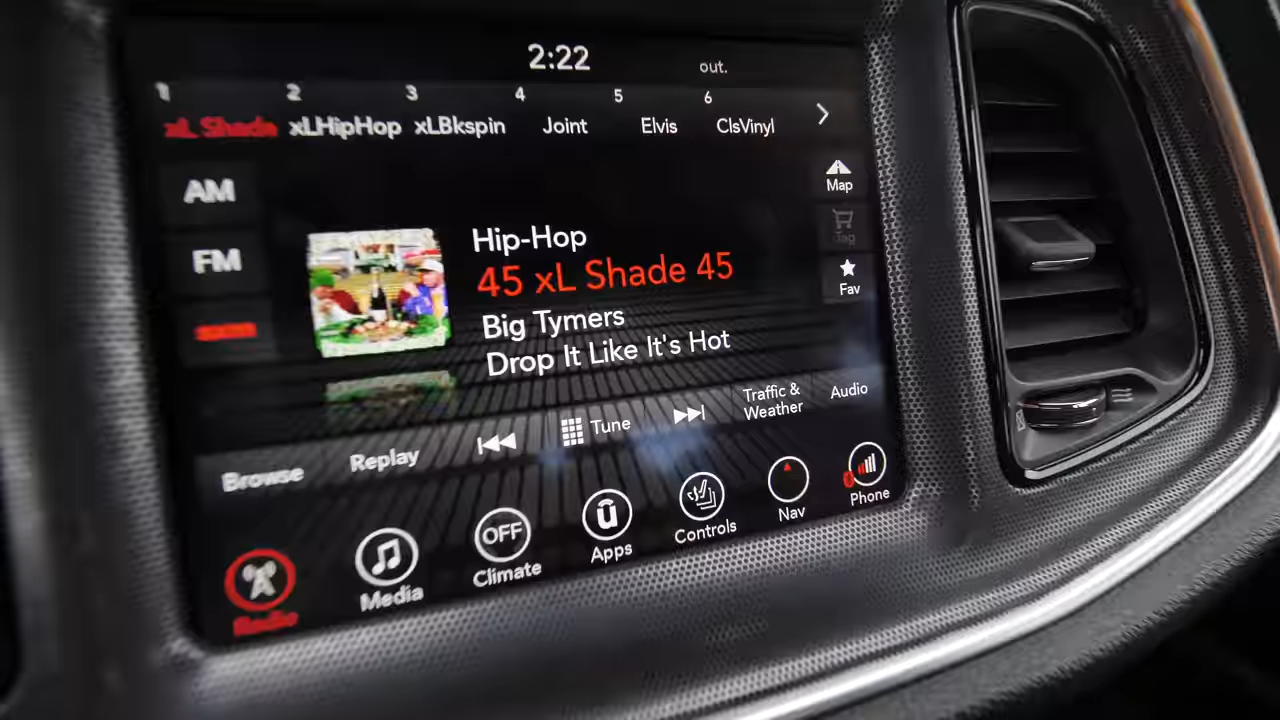 2:22
out.
1 2 3 4 5 6
xL Shade xLHipHop xLBkspin Joint Elvis ClsVinyl
AM
Map
Hip-Hop
Tag
FM
45 xL Shade 45
Fav
Big Tymers
Drop It Like It's Hot
Browse Replay Tune Traffic & Weather Audio
OFF
Radio Media Climate Apps Controls Nav Phone